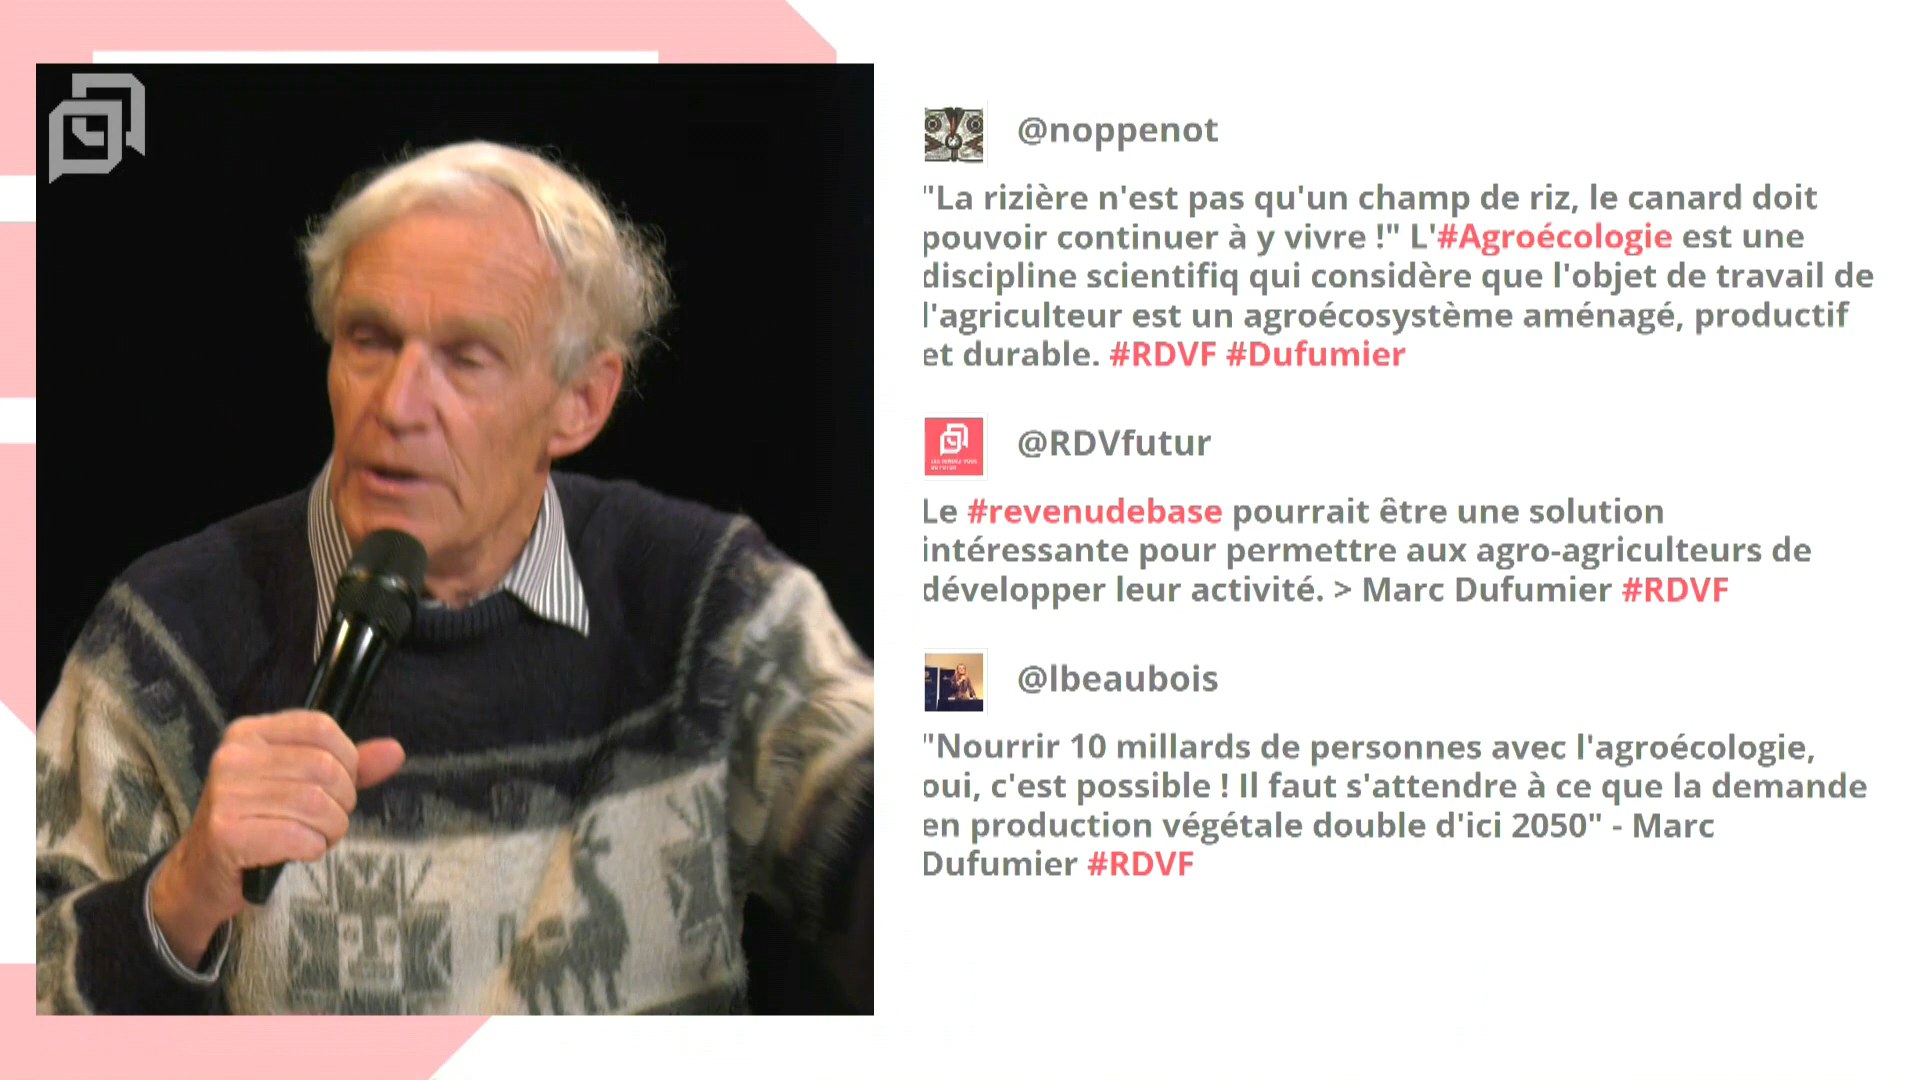 @noppenot
"La rizière n'est pas qu'un champ de riz, le canard doit
pouvoir continuer à y vivre !" L'#Agroécologie est une
discipline scientifiq qui considère que l'objet de travail de
l'agriculteur est un agroécosystème aménagé, productif
et durable. #RDVF #Dufumier
@RDVfutur
Le #revenudebase pourrait être une solution
intéressante pour permettre aux agro-agriculteurs de
développer leur activité. > Marc Dufumier #RDVF
@lbeaubois
"Nourrir 10 millards de personnes avec l'agroécologie,
oui, c'est possible ! Il faut s'attendre à ce que la demande
en production végétale double d'ici 2050" - Marc
Dufumier #RDVF